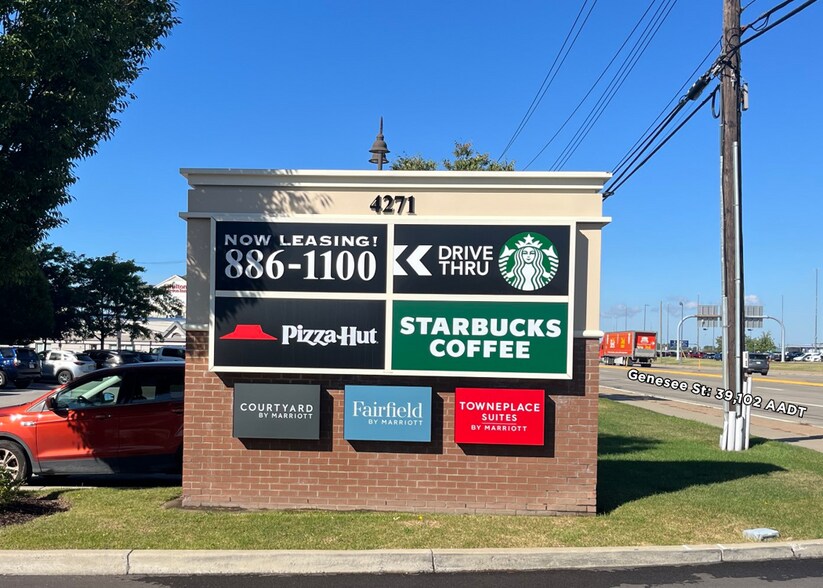 4271
NOW LEASING!
886-1100
DRIVE
THRU
Pizza Hut
STARBUCKS
COFFEE
COURTYARD
BY MARRIOTT
Fairfield
BY MARRIOTT
TOWNEPLACE
SUITES
BY MARRIOTT
Genesee St: 39,102 AADT